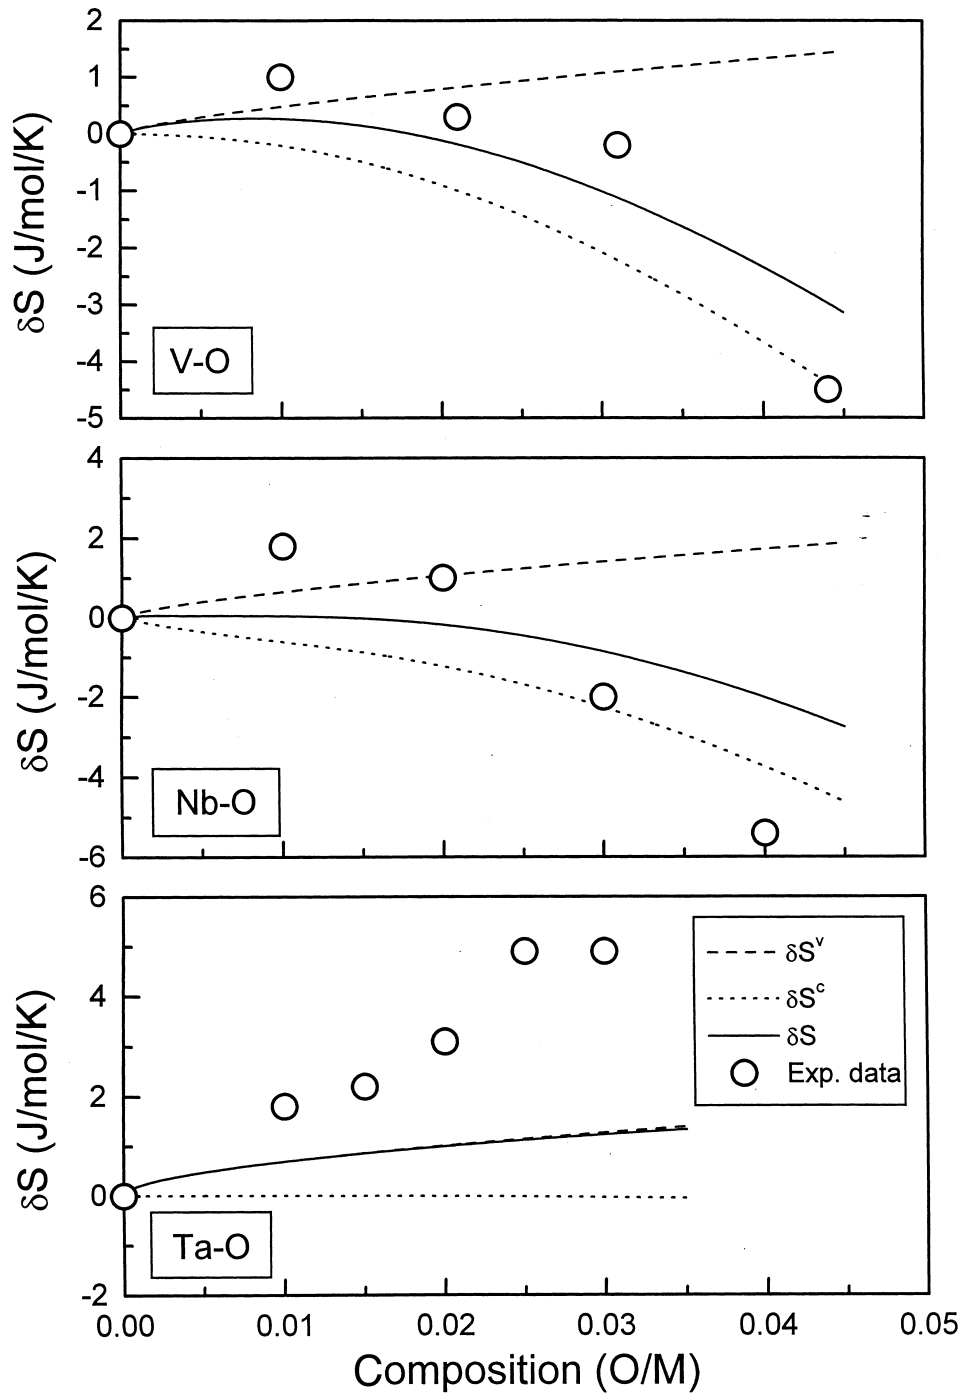 2
1
0
-1
-2
-3
-4
-5
δS (J/mol/K)
V-O
4
2
0
-2
-4
-6
δS (J/mol/K)
Nb-O
6
4
2
0
-2
δS (J/mol/K)
δSᵛ
δSᶜ
δS
Exp. data
Ta-O
0.00 0.01 0.02 0.03 0.04 0.05
Composition (O/M)